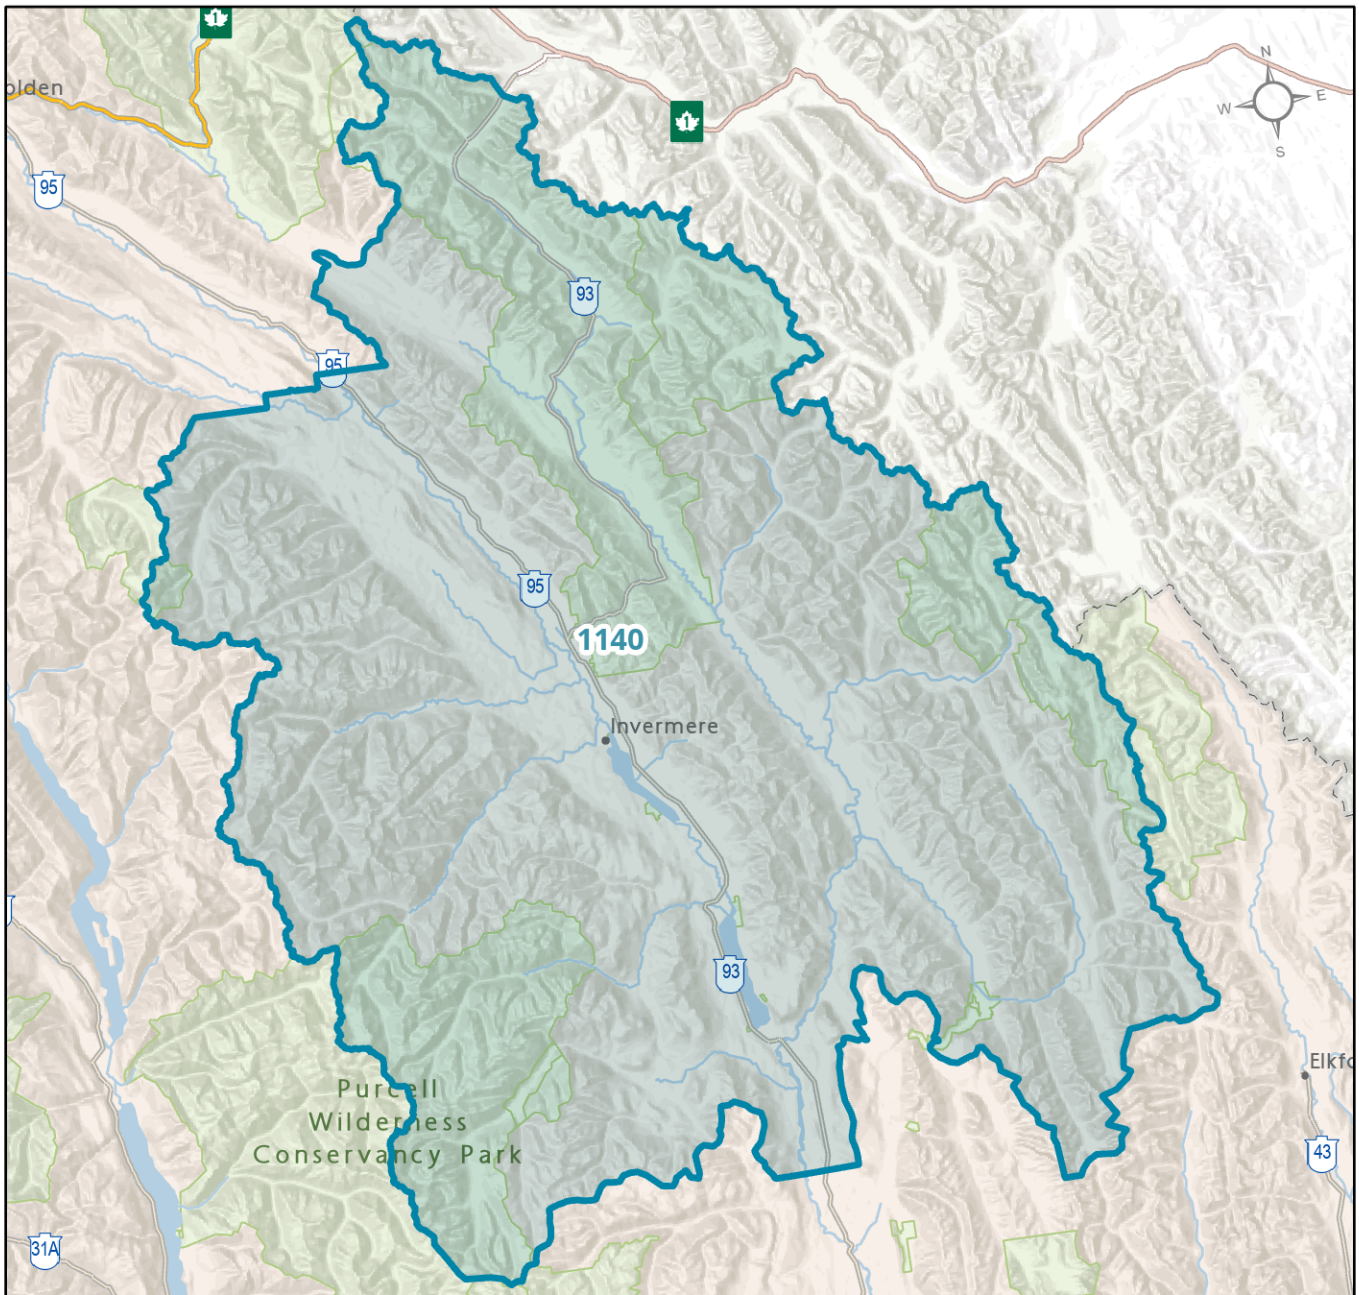 1
olden
N
W
E
S
1
95
93
95
95
1140
Invermere
93
Elkfo
Purcell
Wilderness
Conservancy Park
43
31A